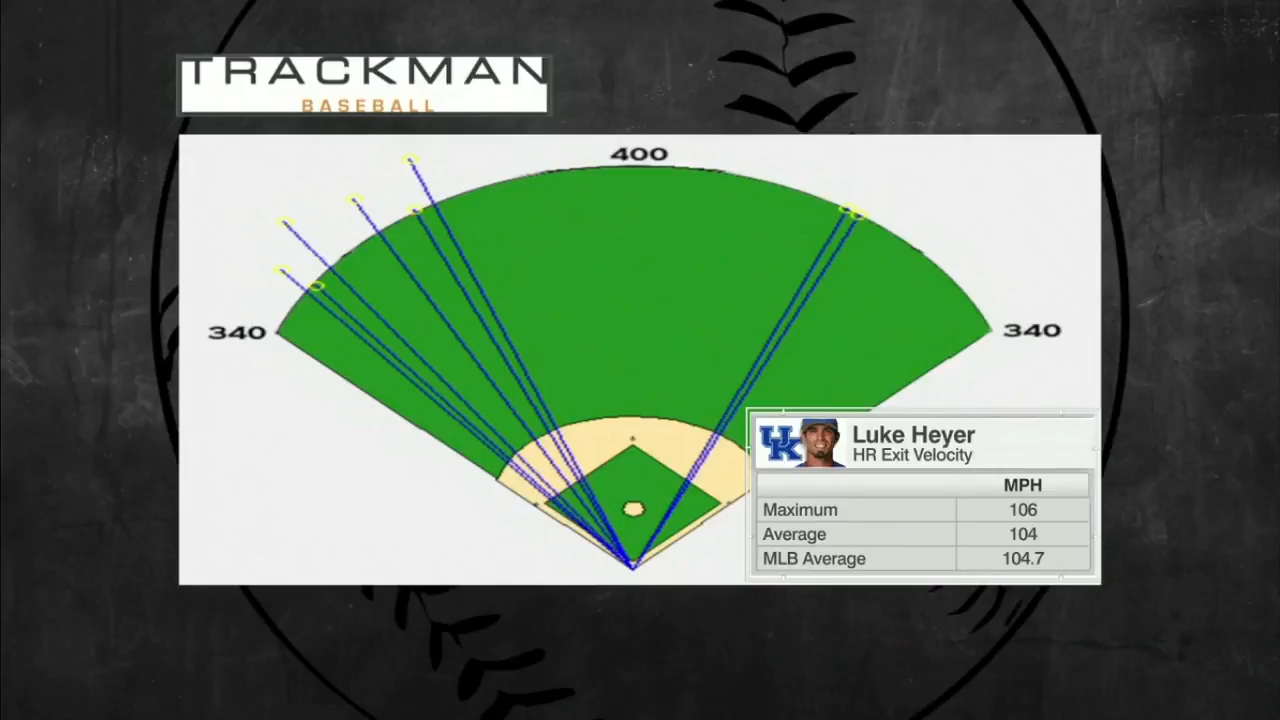 TRACKMAN
BASEBALL
400
340
340
UK
Luke Heyer
HR Exit Velocity
MPH
Maximum 106
Average 104
MLB Average 104.7